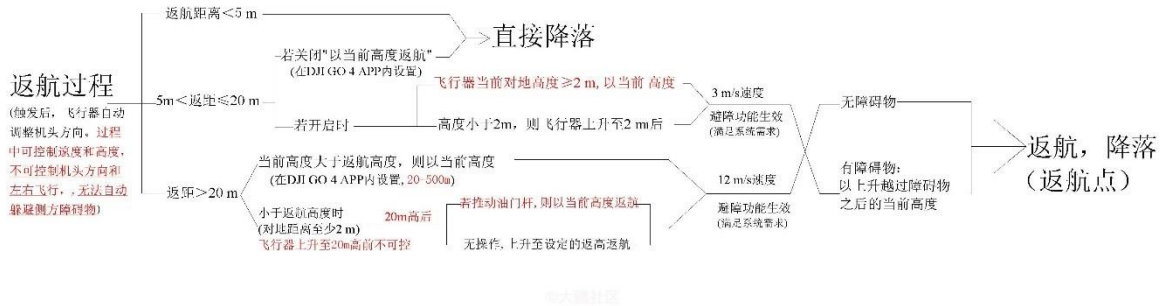 返航过程
(触发后，飞行器自动
调整机头方向。过程
中可控制速度和高度，
不可控制机头方向和
左右飞行，,无法自动
躲避侧方障碍物)
返航距离＜5 m
直接降落
5m＜返距≤20 m
若关闭"以当前高度返航"
(在DJI GO 4 APP内设置)
若开启时
飞行器当前对地高度≥2 m, 以当前 高度
高度小于2m，则飞行器上升至2 m后
3 m/s速度
避障功能生效
(满足系统需求)
返距＞20 m
当前高度大于返航高度，则以当前高度
(在DJI GO 4 APP内设置, 20-500m)
小于返航高度时
(对地距离至少2 m)
飞行器上升至20m高前不可控
20m高后
若推动油门杆, 则以当前高度返航
无操作, 上升至设定的返高返航
12 m/s速度
避障功能生效
(满足系统需求)
无障碍物
有障碍物:
以上升越过障碍物
之后的当前高度
返航，降落
（返航点）
©大疆社区